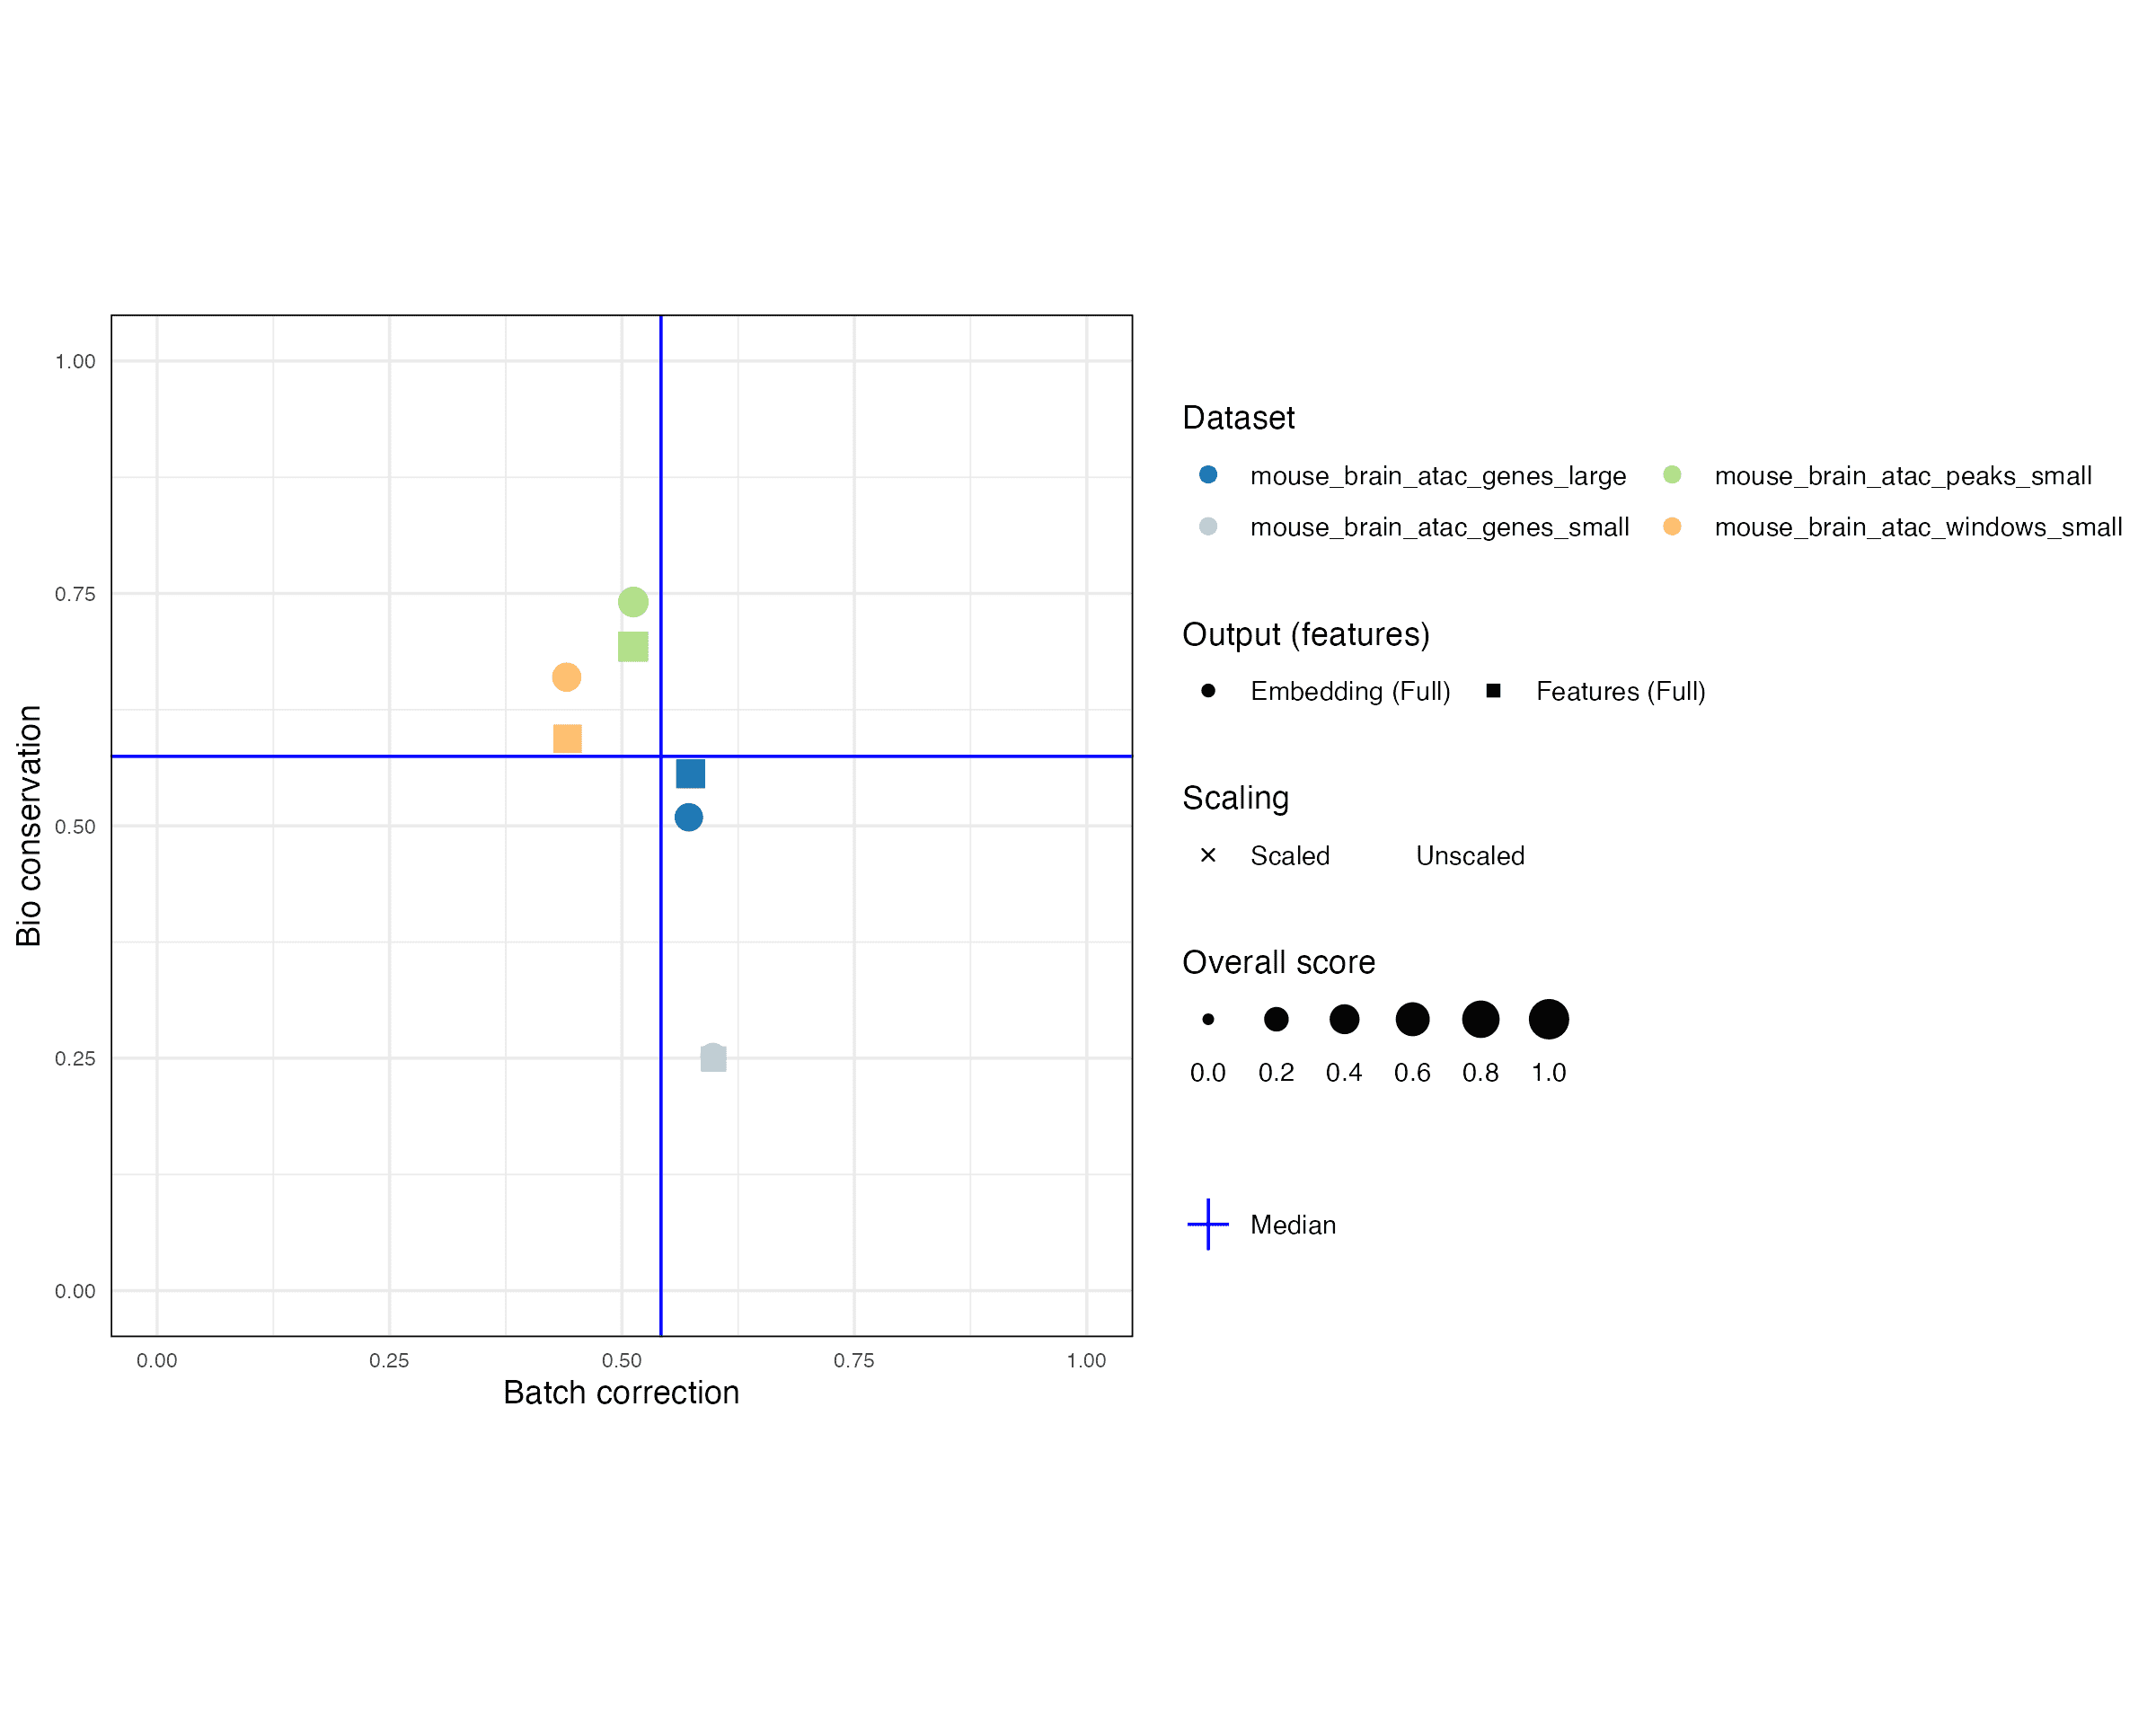 1.00
0.75
0.50
0.25
0.00
Bio conservation
0.00 0.25 0.50 0.75 1.00
Batch correction
Dataset
mouse_brain_atac_genes_large mouse_brain_atac_peaks_small
mouse_brain_atac_genes_small mouse_brain_atac_windows_small
Output (features)
Embedding (Full) Features (Full)
Scaling
Scaled Unscaled
Overall score
0.0 0.2 0.4 0.6 0.8 1.0
Median